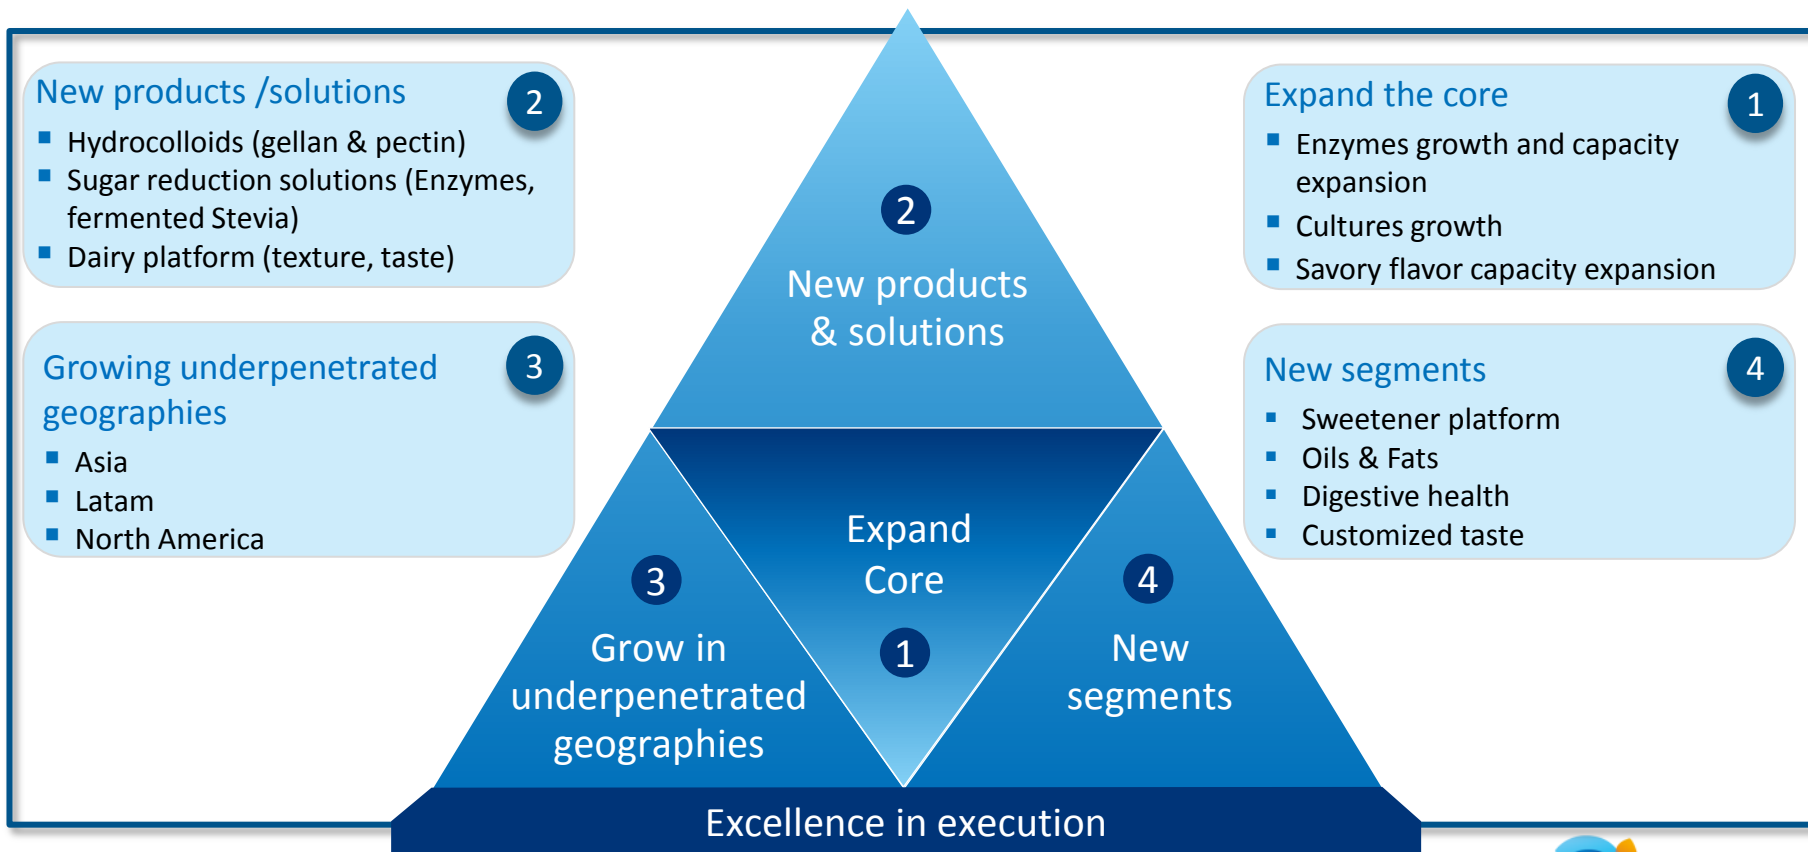 New products /solutions
2
Hydrocolloids (gellan & pectin)
Sugar reduction solutions (Enzymes,
fermented Stevia)
Dairy platform (texture, taste)
Growing underpenetrated
geographies
3
Asia
Latam
North America
2
New products
& solutions
Expand
Core
1
3
Grow in
underpenetrated
geographies
4
New
segments
Excellence in execution
Expand the core
1
Enzymes growth and capacity
expansion
Cultures growth
Savory flavor capacity expansion
New segments
4
Sweetener platform
Oils & Fats
Digestive health
Customized taste